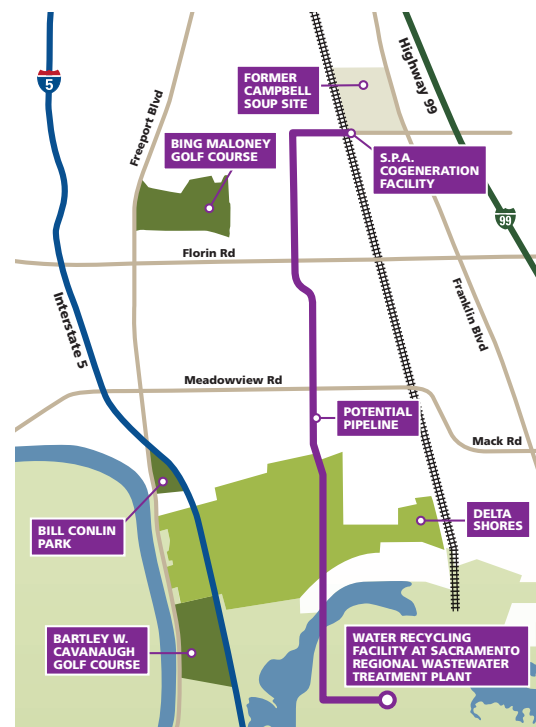 5
Freeport Blvd
Highway 99
FORMER
CAMPBELL
SOUP SITE
BING MALONEY
GOLF COURSE
S.P.A.
COGENERATION
FACILITY
99
Florin Rd
Interstate 5
Franklin Blvd
Meadowview Rd
POTENTIAL
PIPELINE
Mack Rd
BILL CONLIN
PARK
DELTA
SHORES
BARTLEY W.
CAVANAUGH
GOLF COURSE
WATER RECYCLING
FACILITY AT SACRAMENTO
REGIONAL WASTEWATER
TREATMENT PLANT